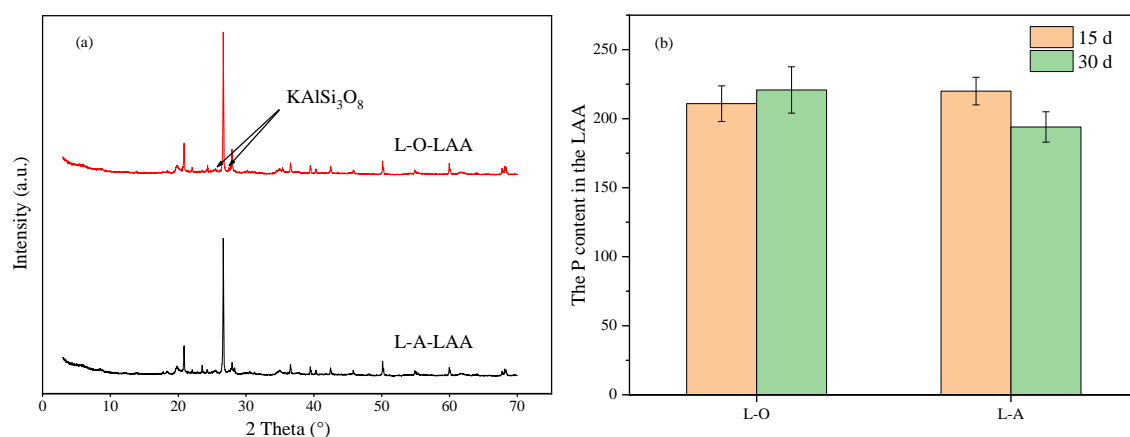 (a)
KAlSi₃O₈
L-O-LAA
L-A-LAA
Intensity (a.u.)
0 10 20 30 40 50 60 70
2 Theta (°)
(b)
15 d
30 d
The P content in the LAA
250
200
150
100
50
0
L-O L-A